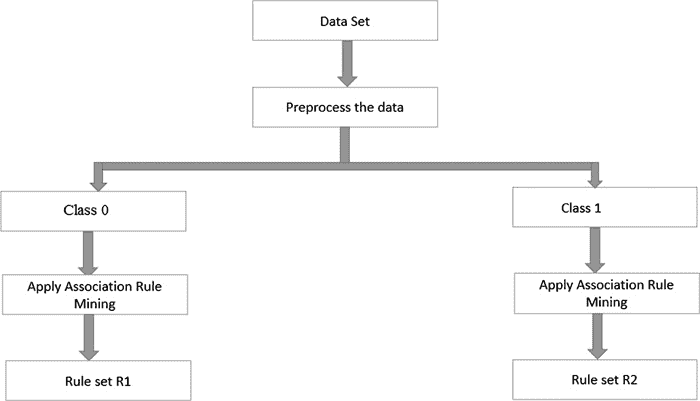 Data Set
Preprocess the data
Class 0
Class 1
Apply Association Rule
Mining
Apply Association Rule
Mining
Rule set R1
Rule set R2